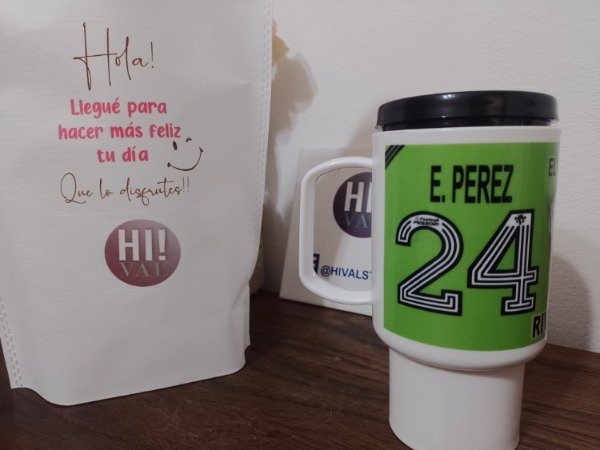 Hola!
Llegué para
hacer más feliz
tu día
Que lo disfrutes!!
HI!
VAL
HI!
VAL
@HIVALST
E. PEREZ
24